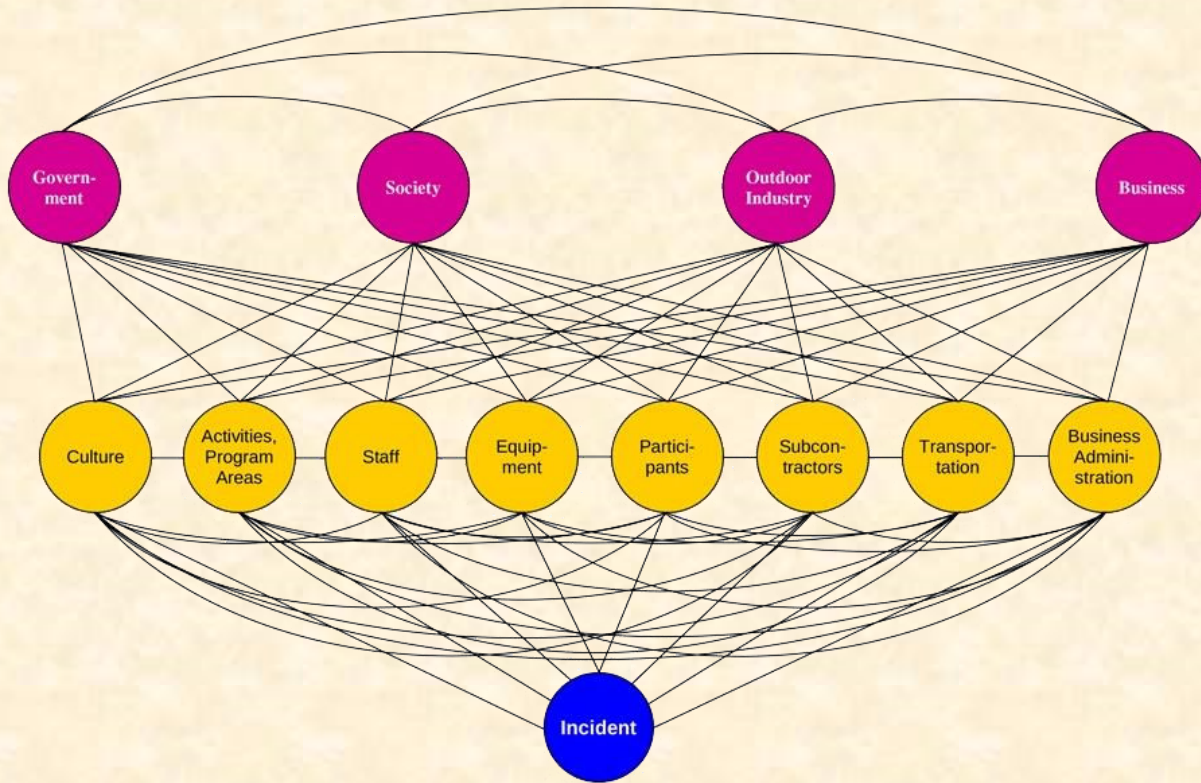 Govern-
ment
Society
Outdoor
Industry
Business
Culture
Activities,
Program
Areas
Staff
Equip-
ment
Partici-
pants
Subcon-
tractors
Transpor-
tation
Business
Admini-
stration
Incident